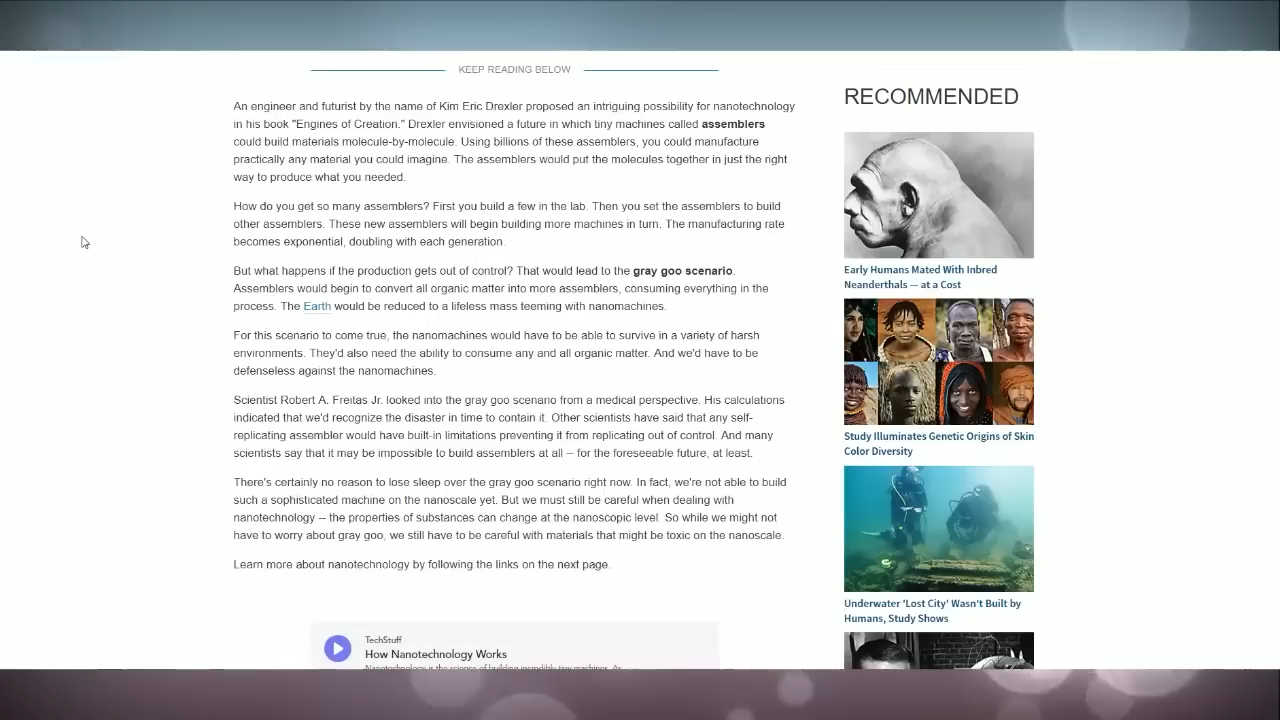 KEEP READING BELOW
An engineer and futurist by the name of Kim Eric Drexler proposed an intriguing possibility for nanotechnology
in his book "Engines of Creation." Drexler envisioned a future in which tiny machines called assemblers
could build materials molecule-by-molecule. Using billions of these assemblers, you could manufacture
practically any material you could imagine. The assemblers would put the molecules together in just the right
way to produce what you needed.
How do you get so many assemblers? First you build a few in the lab. Then you set the assemblers to build
other assemblers. These new assemblers will begin building more machines in turn. The manufacturing rate
becomes exponential, doubling with each generation.
But what happens if the production gets out of control? That would lead to the gray goo scenario.
Assemblers would begin to convert all organic matter into more assemblers, consuming everything in the
process. The Earth would be reduced to a lifeless mass teeming with nanomachines.
For this scenario to come true, the nanomachines would have to be able to survive in a variety of harsh
environments. They'd also need the ability to consume any and all organic matter. And we'd have to be
defenseless against the nanomachines.
Scientist Robert A. Freitas Jr. looked into the gray goo scenario from a medical perspective. His calculations
indicated that we'd recognize the disaster in time to contain it. Other scientists have said that any self-
replicating assembler would have built-in limitations preventing it from replicating out of control. And many
scientists say that it may be impossible to build assemblers at all – for the foreseeable future, at least.
There's certainly no reason to lose sleep over the gray goo scenario right now. In fact, we're not able to build
such a sophisticated machine on the nanoscale yet. But we must still be careful when dealing with
nanotechnology -- the properties of substances can change at the nanoscopic level. So while we might not
have to worry about gray goo, we still have to be careful with materials that might be toxic on the nanoscale.
Learn more about nanotechnology by following the links on the next page.
TechStuff
How Nanotechnology Works
Nanotechnology is the science of building incredibly tiny machines. As
RECOMMENDED
Early Humans Mated With Inbred
Neanderthals — at a Cost
Study Illuminates Genetic Origins of Skin
Color Diversity
Underwater 'Lost City' Wasn't Built by
Humans, Study Shows